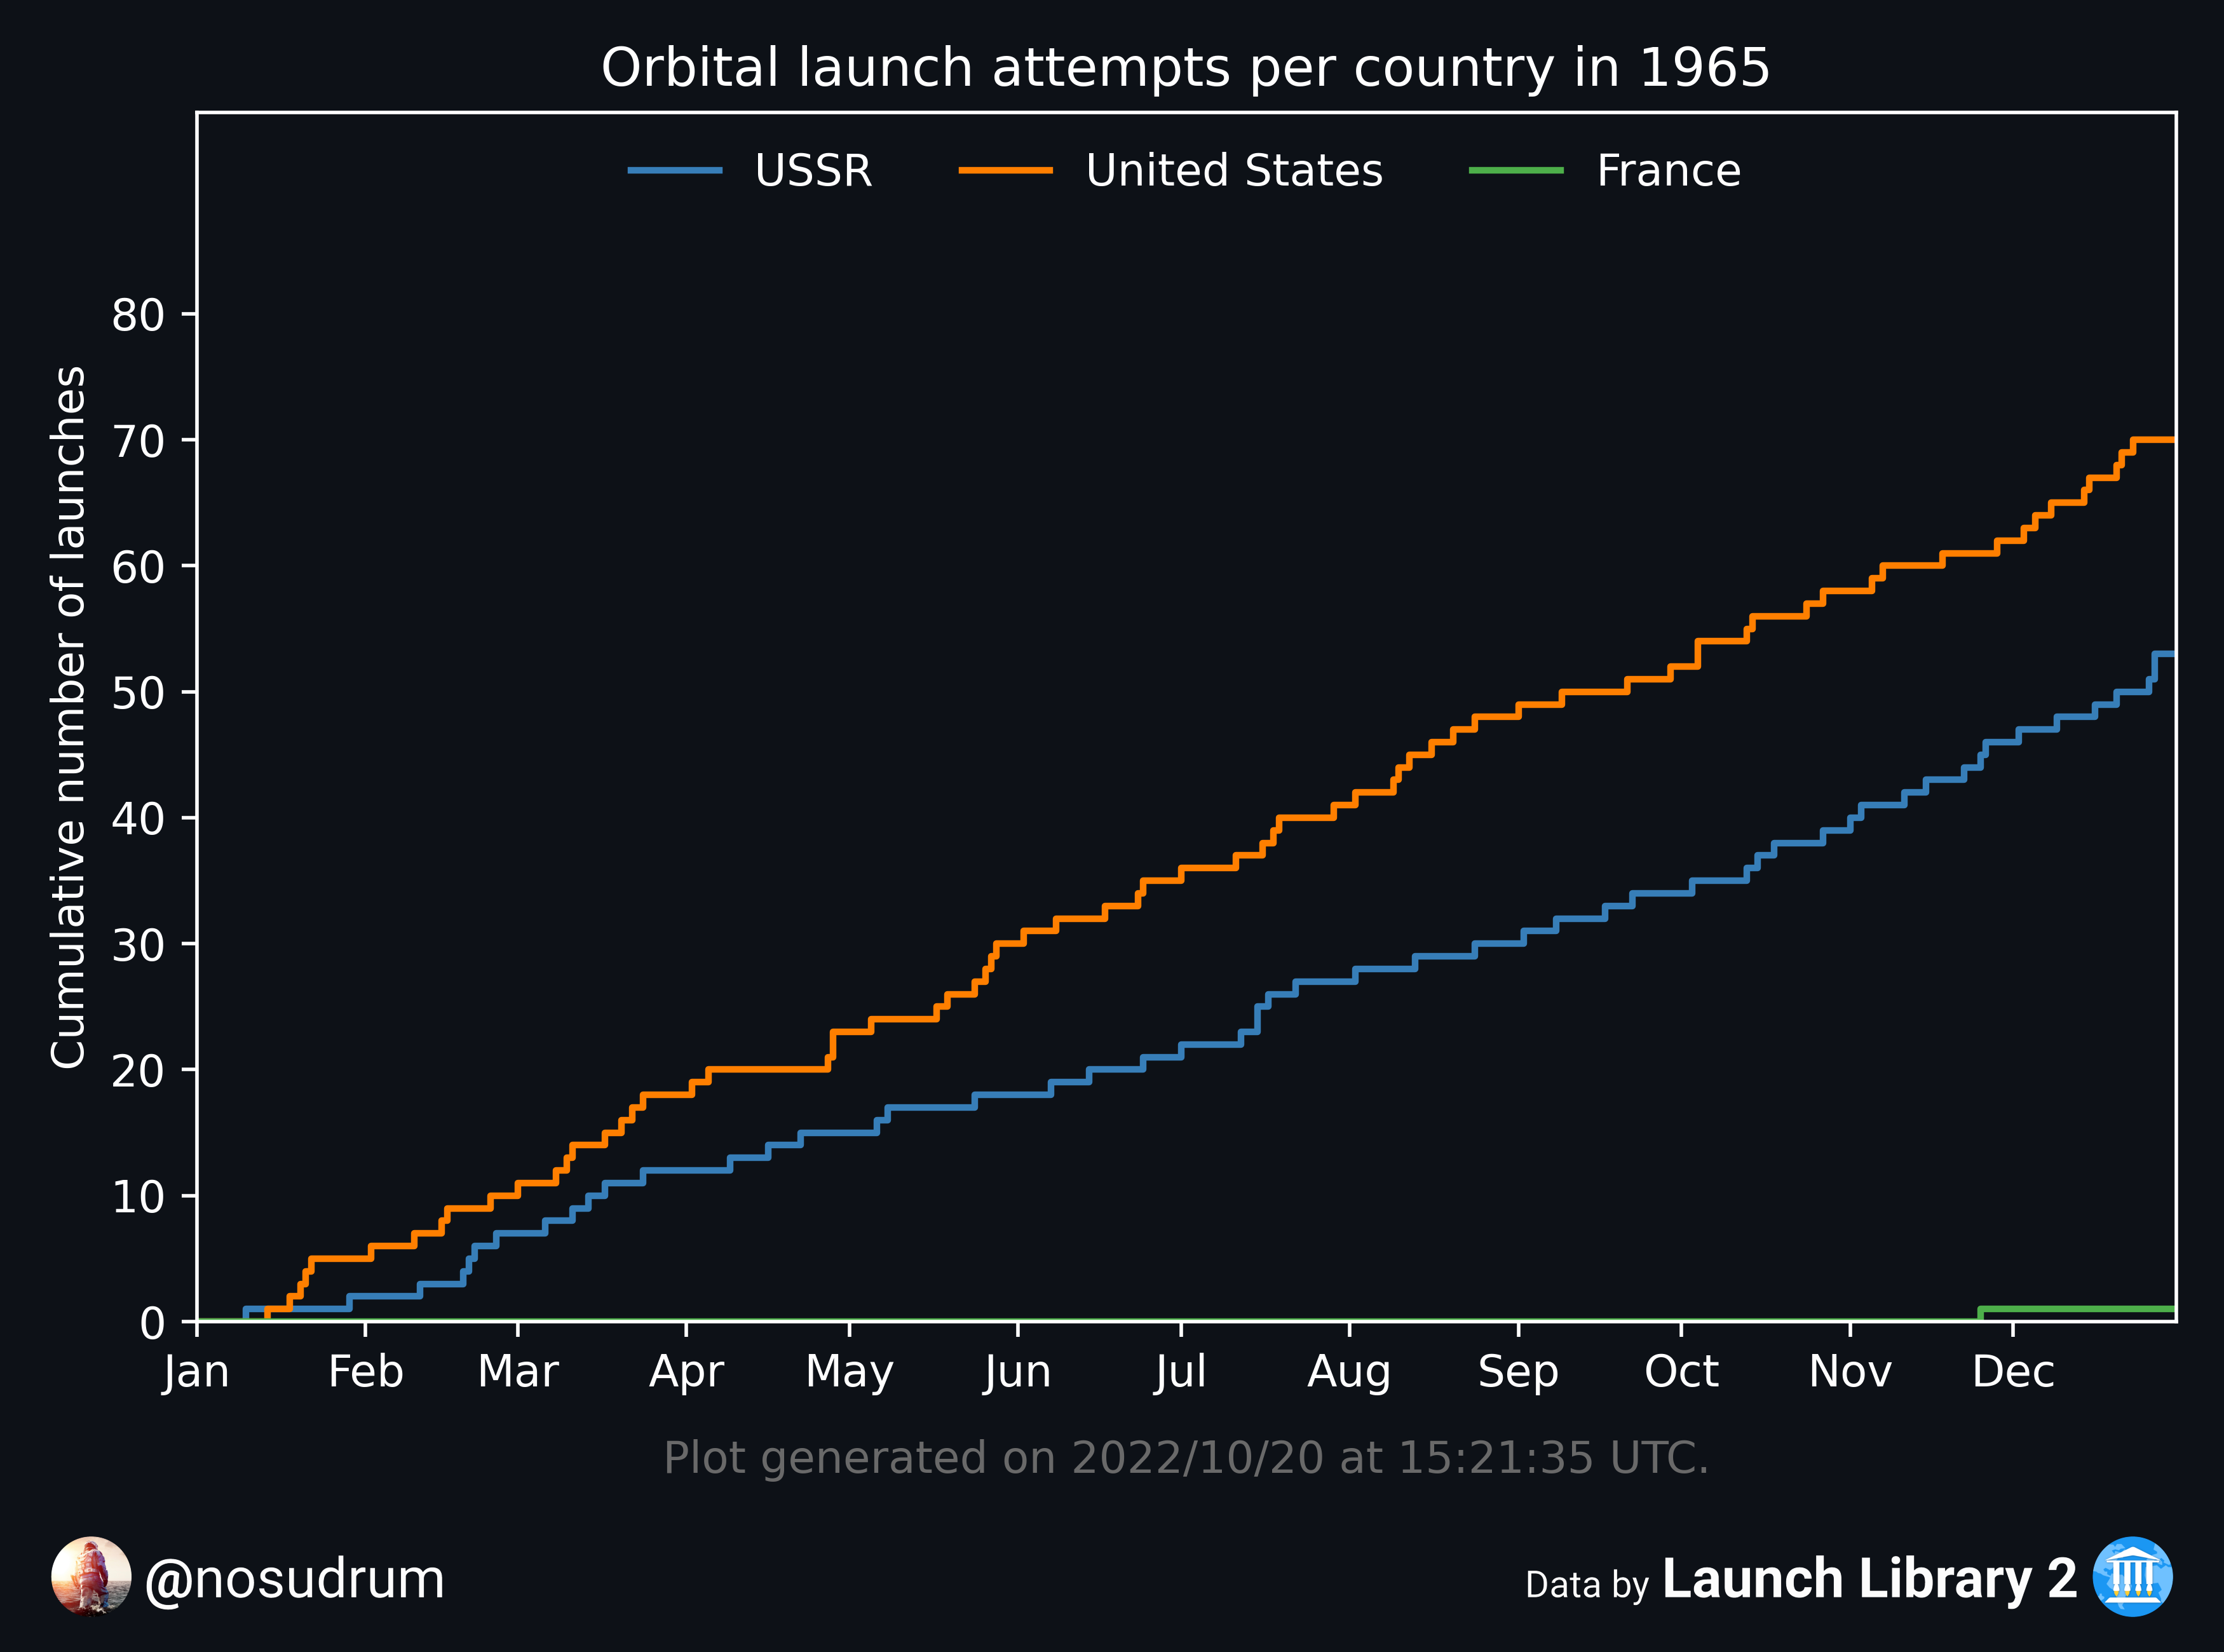 Orbital launch attempts per country in 1965
USSR United States France
80
70
60
50
40
30
20
10
0
Cumulative number of launches
Jan Feb Mar Apr May Jun Jul Aug Sep Oct Nov Dec
Plot generated on 2022/10/20 at 15:21:35 UTC.
@nosudrum
Data by Launch Library 2